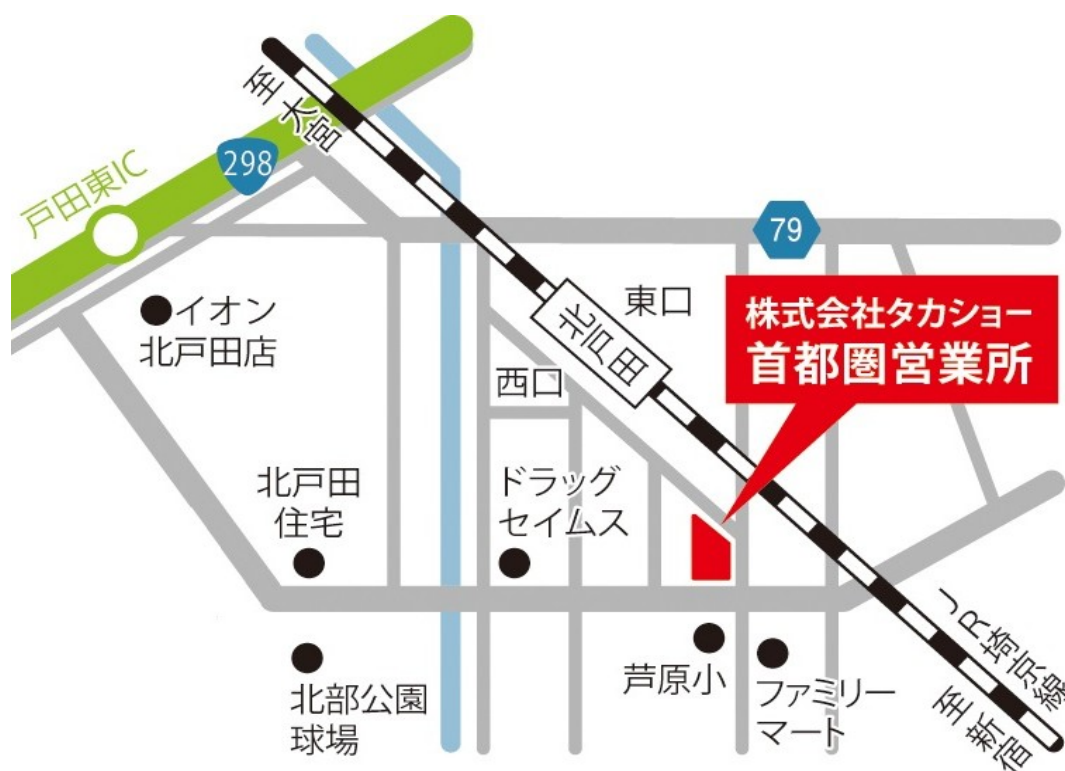 至大宮
戸田東IC
298
79
イオン
北戸田店
東口
北戸田
西口
株式会社タカショー
首都圏営業所
北戸田
住宅
ドラッグ
セイムス
北部公園
球場
芦原小
ファミリー
マート
JR埼京線
至新宿